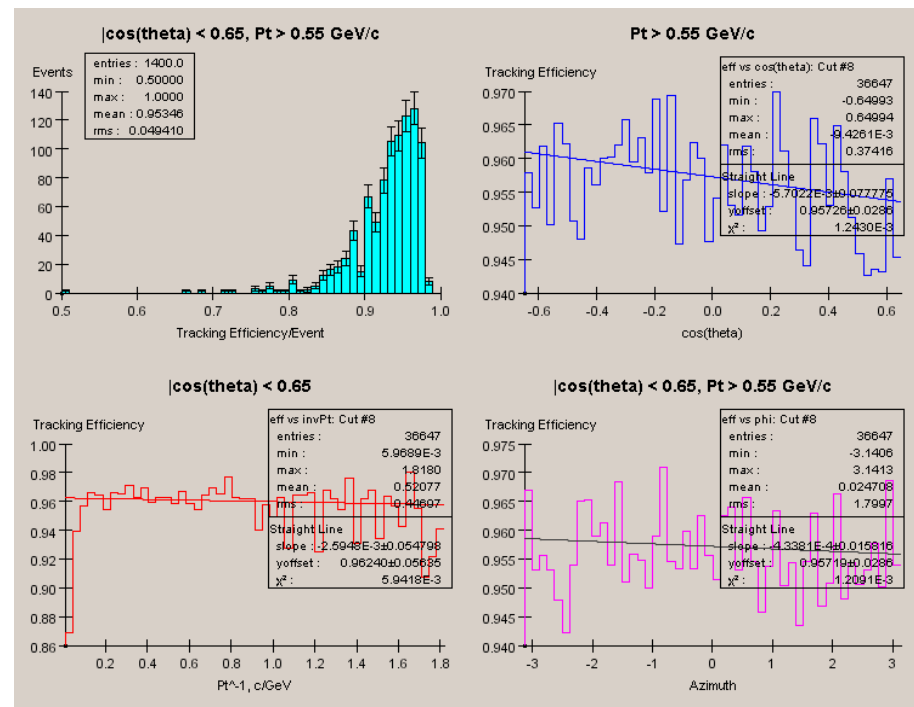 |cos(theta) < 0.65, Pt > 0.55 GeV/c
Events
entries : 1400.0
min : 0.50000
max : 1.0000
mean : 0.95346
rms : 0.049410
140
120
100
80
60
40
20
0
0.5 0.6 0.7 0.8 0.9 1.0
Tracking Efficiency/Event
Pt > 0.55 GeV/c
Tracking Efficiency
eff vs cos(theta): Cut #8
entries : 36647
min : -0.64993
max : 0.64994
mean : -9.4261E-3
rms : 0.37416
Straight Line
slope : -5.7022E-3±0.077775
yoffset : 0.95726±0.0286
χ² : 1.2430E-3
0.970
0.965
0.960
0.955
0.950
0.945
0.940
-0.6 -0.4 -0.2 0.0 0.2 0.4 0.6
cos(theta)
|cos(theta) < 0.65
Tracking Efficiency
eff vs invPt: Cut #8
entries : 36647
min : 5.9689E-3
max : 1.8180
mean : 0.52077
rms : 0.44697
Straight Line
slope : -2.5948E-3±0.054798
yoffset : 0.96240±0.05635
χ² : 5.9418E-3
1.00
0.98
0.96
0.94
0.92
0.90
0.88
0.86
0.2 0.4 0.6 0.8 1.0 1.2 1.4 1.6 1.8
Pt^-1, c/GeV
|cos(theta) < 0.65, Pt > 0.55 GeV/c
Tracking Efficiency
eff vs phi: Cut #8
entries : 36647
min : -3.1406
max : 3.1413
mean : 0.024708
rms : 1.7997
Straight Line
slope : -4.3381E-4±0.015816
yoffset : 0.95719±0.0286
χ² : 1.2091E-3
0.975
0.970
0.965
0.960
0.955
0.950
0.945
0.940
-3 -2 -1 0 1 2 3
Azimuth